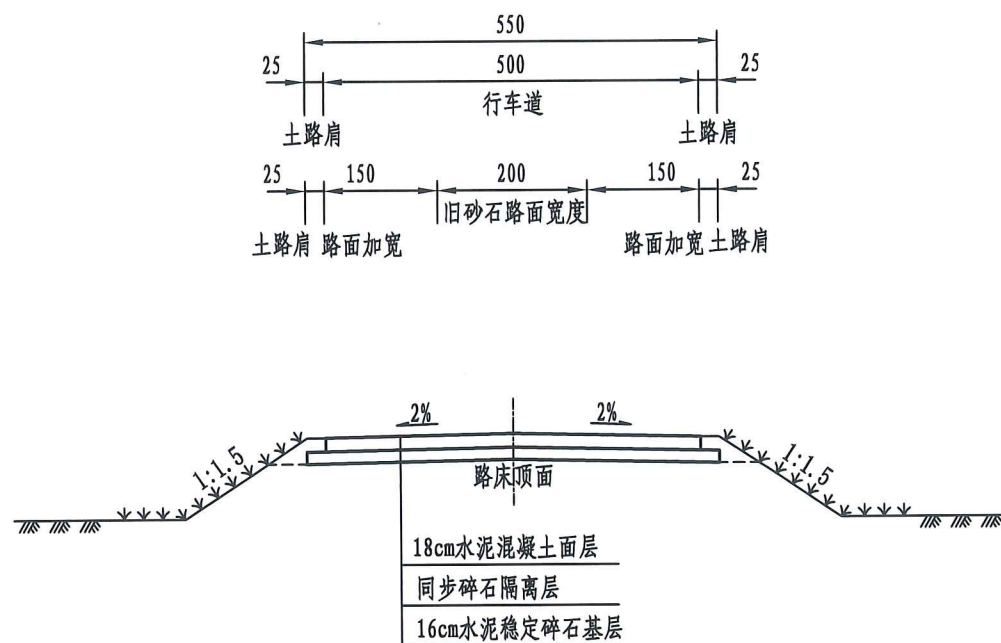 550
25 500 25
行车道
土路肩 土路肩
25 150 200 150 25
旧砂石路面宽度
土路肩 路面加宽 路面加宽 土路肩
2% 2%
1:1.5 1:1.5
路床顶面
18cm水泥混凝土面层
同步碎石隔离层
16cm水泥稳定碎石基层